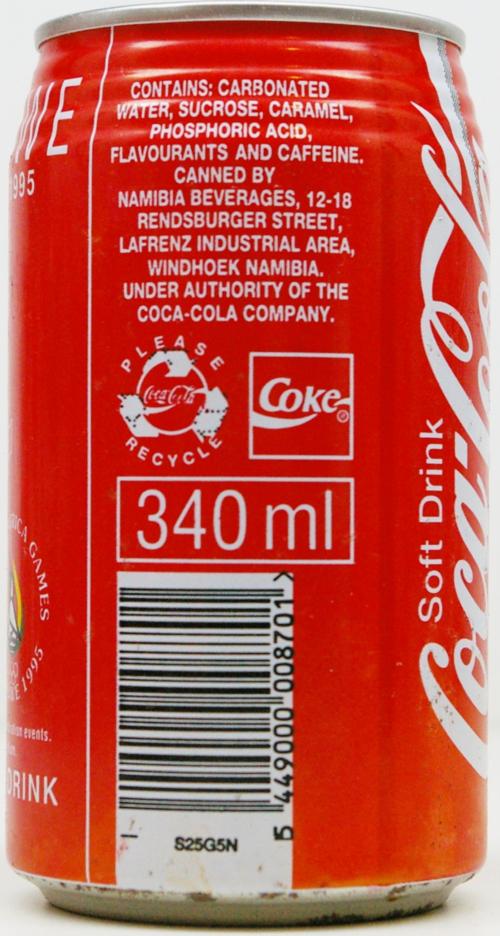 CONTAINS: CARBONATED
WATER, SUCROSE, CARAMEL,
PHOSPHORIC ACID,
FLAVOURANTS AND CAFFEINE.
CANNED BY
NAMIBIA BEVERAGES, 12-18
RENDSBURGER STREET,
LAFRENZ INDUSTRIAL AREA,
WINDHOEK NAMIBIA.
UNDER AUTHORITY OF THE
COCA-COLA COMPANY.
PLEASE
Coca-Cola
RECYCLE
Coke
340 ml
5 449000 008701
S25G5N
Soft Drink
Coca-Cola
GAMES
1995
events.